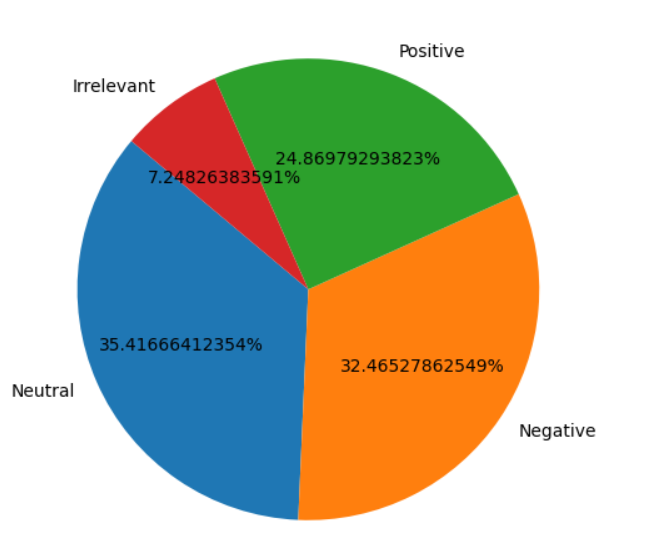 Positive
Irrelevant
24.86979293823%
7.24826383591%
35.41666412354%
32.46527862549%
Neutral
Negative